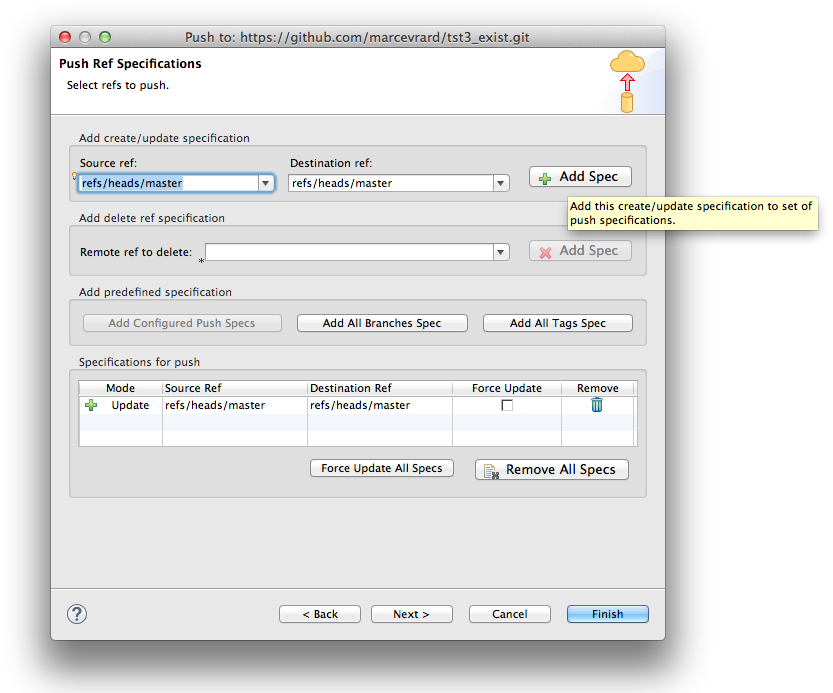 Push to: https://github.com/marcevrard/tst3_exist.git
Push Ref Specifications
Select refs to push.
Add create/update specification
Source ref: Destination ref:
refs/heads/master refs/heads/master Add Spec
Add this create/update specification to set of
push specifications.
Add delete ref specification
Remote ref to delete: Add Spec
Add predefined specification
Add Configured Push Specs Add All Branches Spec Add All Tags Spec
Specifications for push
Mode Source Ref Destination Ref Force Update Remove
Update refs/heads/master refs/heads/master
Force Update All Specs Remove All Specs
? < Back Next > Cancel Finish